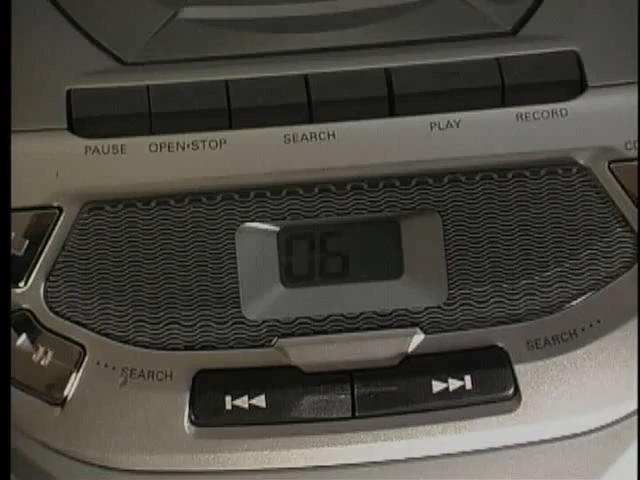 PAUSE OPEN•STOP SEARCH PLAY RECORD
06
•••SEARCH SEARCH•••